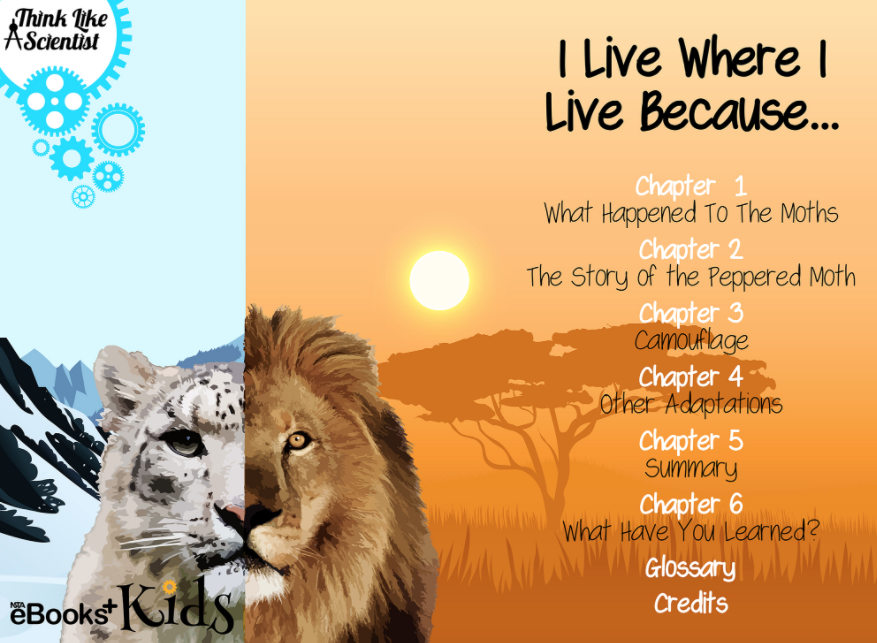 Think Like
A Scientist
I Live Where I
Live Because...
Chapter 1
What Happened To The Moths
Chapter 2
The Story of the Peppered Moth
Chapter 3
Camouflage
Chapter 4
Other Adaptations
Chapter 5
Summary
Chapter 6
What Have You Learned?
Glossary
Credits
NSTA
eBooks+ Kids